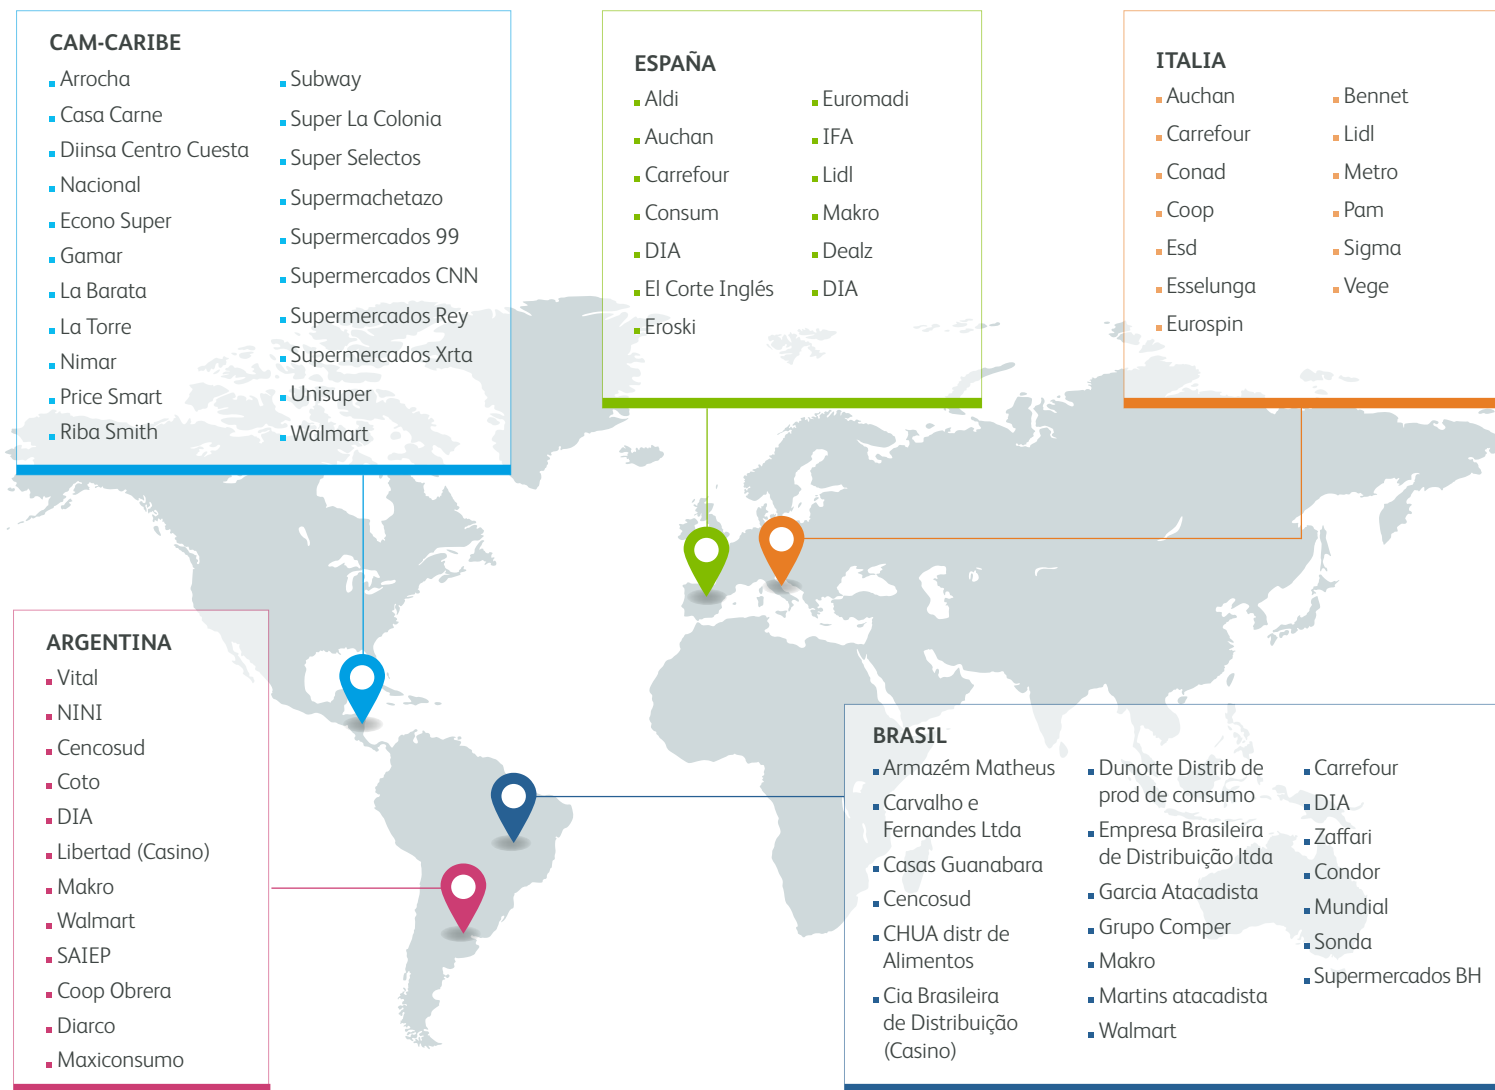 CAM-CARIBE
Arrocha
Casa Carne
Diinsa Centro Cuesta
Nacional
Econo Super
Gamar
La Barata
La Torre
Nimar
Price Smart
Riba Smith
Subway
Super La Colonia
Super Selectos
Supermachetazo
Supermercados 99
Supermercados CNN
Supermercados Rey
Supermercados Xrta
Unisuper
Walmart
ESPAÑA
Aldi
Auchan
Carrefour
Consum
DIA
El Corte Inglés
Eroski
Euromadi
IFA
Lidl
Makro
Dealz
DIA
ITALIA
Auchan
Carrefour
Conad
Coop
Esd
Esselunga
Eurospin
Bennet
Lidl
Metro
Pam
Sigma
Vege
ARGENTINA
Vital
NINI
Cencosud
Coto
DIA
Libertad (Casino)
Makro
Walmart
SAIEP
Coop Obrera
Diarco
Maxiconsumo
BRASIL
Armazém Matheus
Carvalho e
Fernandes Ltda
Casas Guanabara
Cencosud
CHUA distr de
Alimentos
Cia Brasileira
de Distribuição
(Casino)
Dunorte Distrib de
prod de consumo
Empresa Brasileira
de Distribuição ltda
Garcia Atacadista
Grupo Comper
Makro
Martins atacadista
Walmart
Carrefour
DIA
Zaffari
Condor
Mundial
Sonda
Supermercados BH